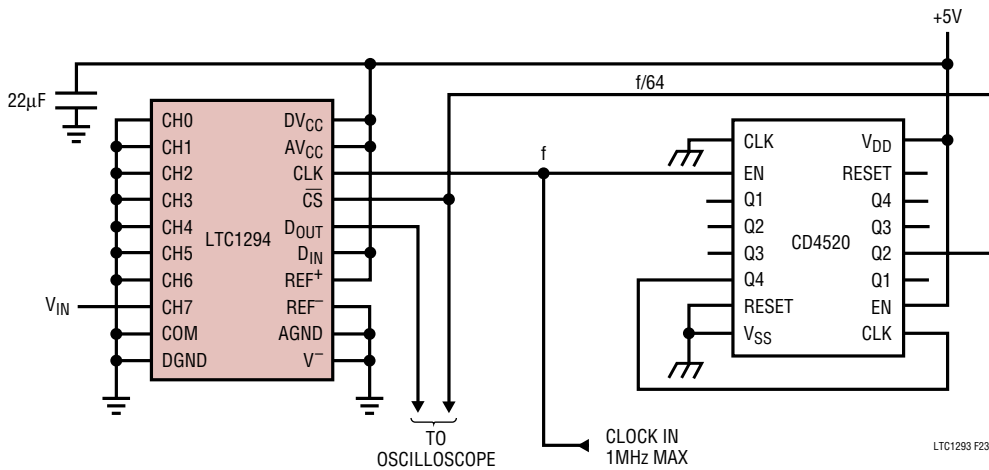 +5V
22µF
f/64
CH0
CH1
CH2
CH3
CH4
CH5
CH6
CH7
COM
DGND
VIN
LTC1294
DVCC
AVCC
CLK
CS
DOUT
DIN
REF+
REF–
AGND
V–
f
CLK
EN
Q1
Q2
Q3
Q4
RESET
VSS
CD4520
VDD
RESET
Q4
Q3
Q2
Q1
EN
CLK
TO
OSCILLOSCOPE
CLOCK IN
1MHz MAX
LTC1293 F23